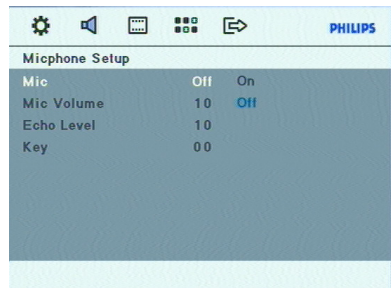 PHILIPS
Micphone Setup
Mic Off On
Mic Volume 10 Off
Echo Level 10
Key 00